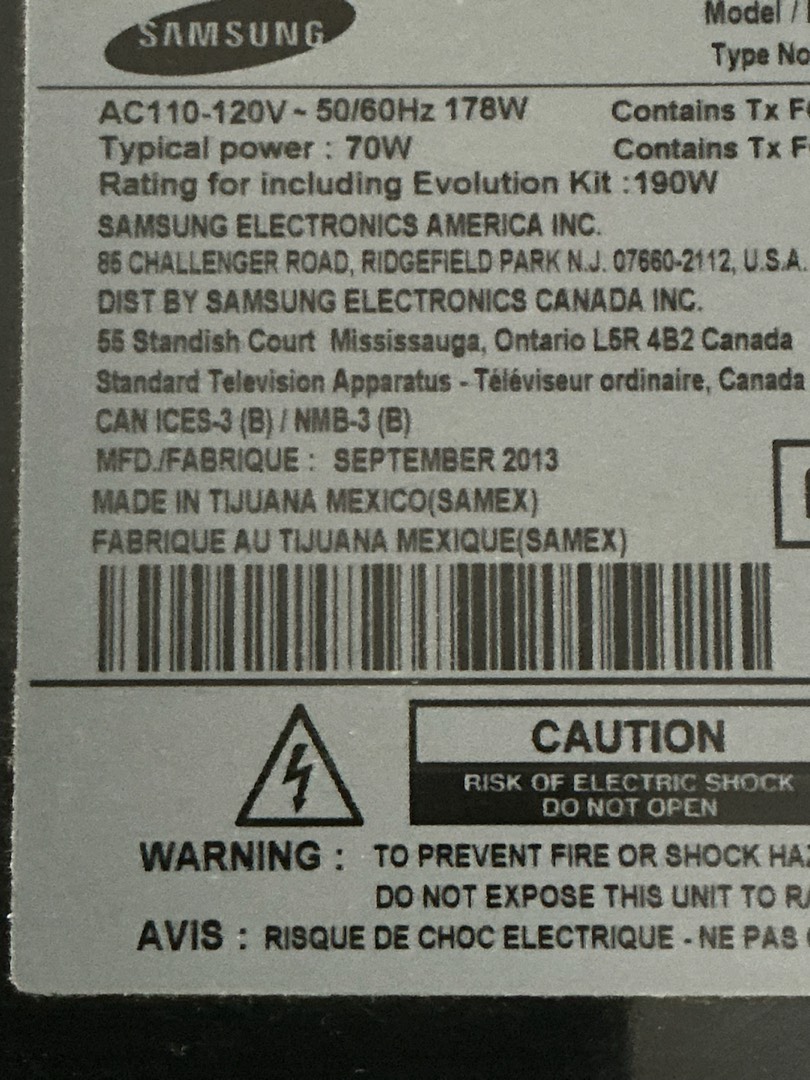 SAMSUNG
Model /
Type No
AC110-120V ~ 50/60Hz 178W Contains Tx F
Typical power : 70W Contains Tx F
Rating for including Evolution Kit :190W
SAMSUNG ELECTRONICS AMERICA INC.
85 CHALLENGER ROAD, RIDGEFIELD PARK N.J. 07660-2112, U.S.A.
DIST BY SAMSUNG ELECTRONICS CANADA INC.
55 Standish Court Mississauga, Ontario L5R 4B2 Canada
Standard Television Apparatus - Téléviseur ordinaire, Canada
CAN ICES-3 (B) / NMB-3 (B)
MFD./FABRIQUE : SEPTEMBER 2013
MADE IN TIJUANA MEXICO(SAMEX)
FABRIQUE AU TIJUANA MEXIQUE(SAMEX)
CAUTION
RISK OF ELECTRIC SHOCK
DO NOT OPEN
WARNING : TO PREVENT FIRE OR SHOCK HAZ
DO NOT EXPOSE THIS UNIT TO RA
AVIS : RISQUE DE CHOC ELECTRIQUE - NE PAS